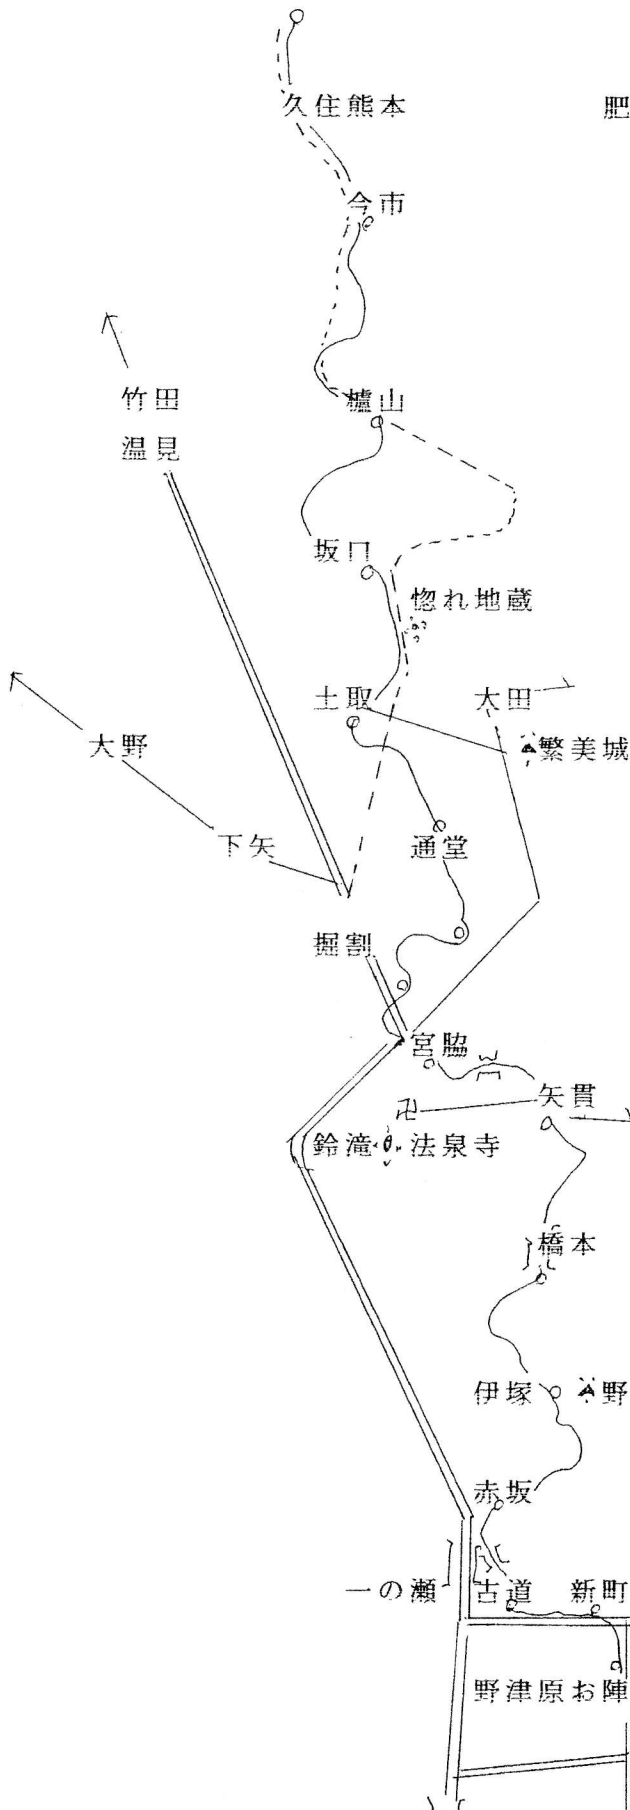 久住熊本 肥
今市
竹田
櫨山
温見
坂口
惚れ地蔵
土取 太田
大野 繁美城
下矢 通堂
掘割
宮脇
卍 矢貫
鈴滝 法泉寺
橋本
伊塚 野
赤坂
一の瀬 古道 新町
野津原お陣